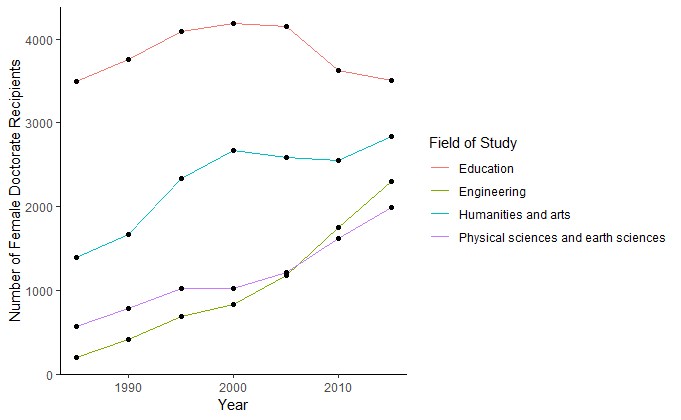 4000
3000
2000
1000
0
Number of Female Doctorate Recipients
1990
2000
2010
Year
Field of Study
Education
Engineering
Humanities and arts
Physical sciences and earth sciences